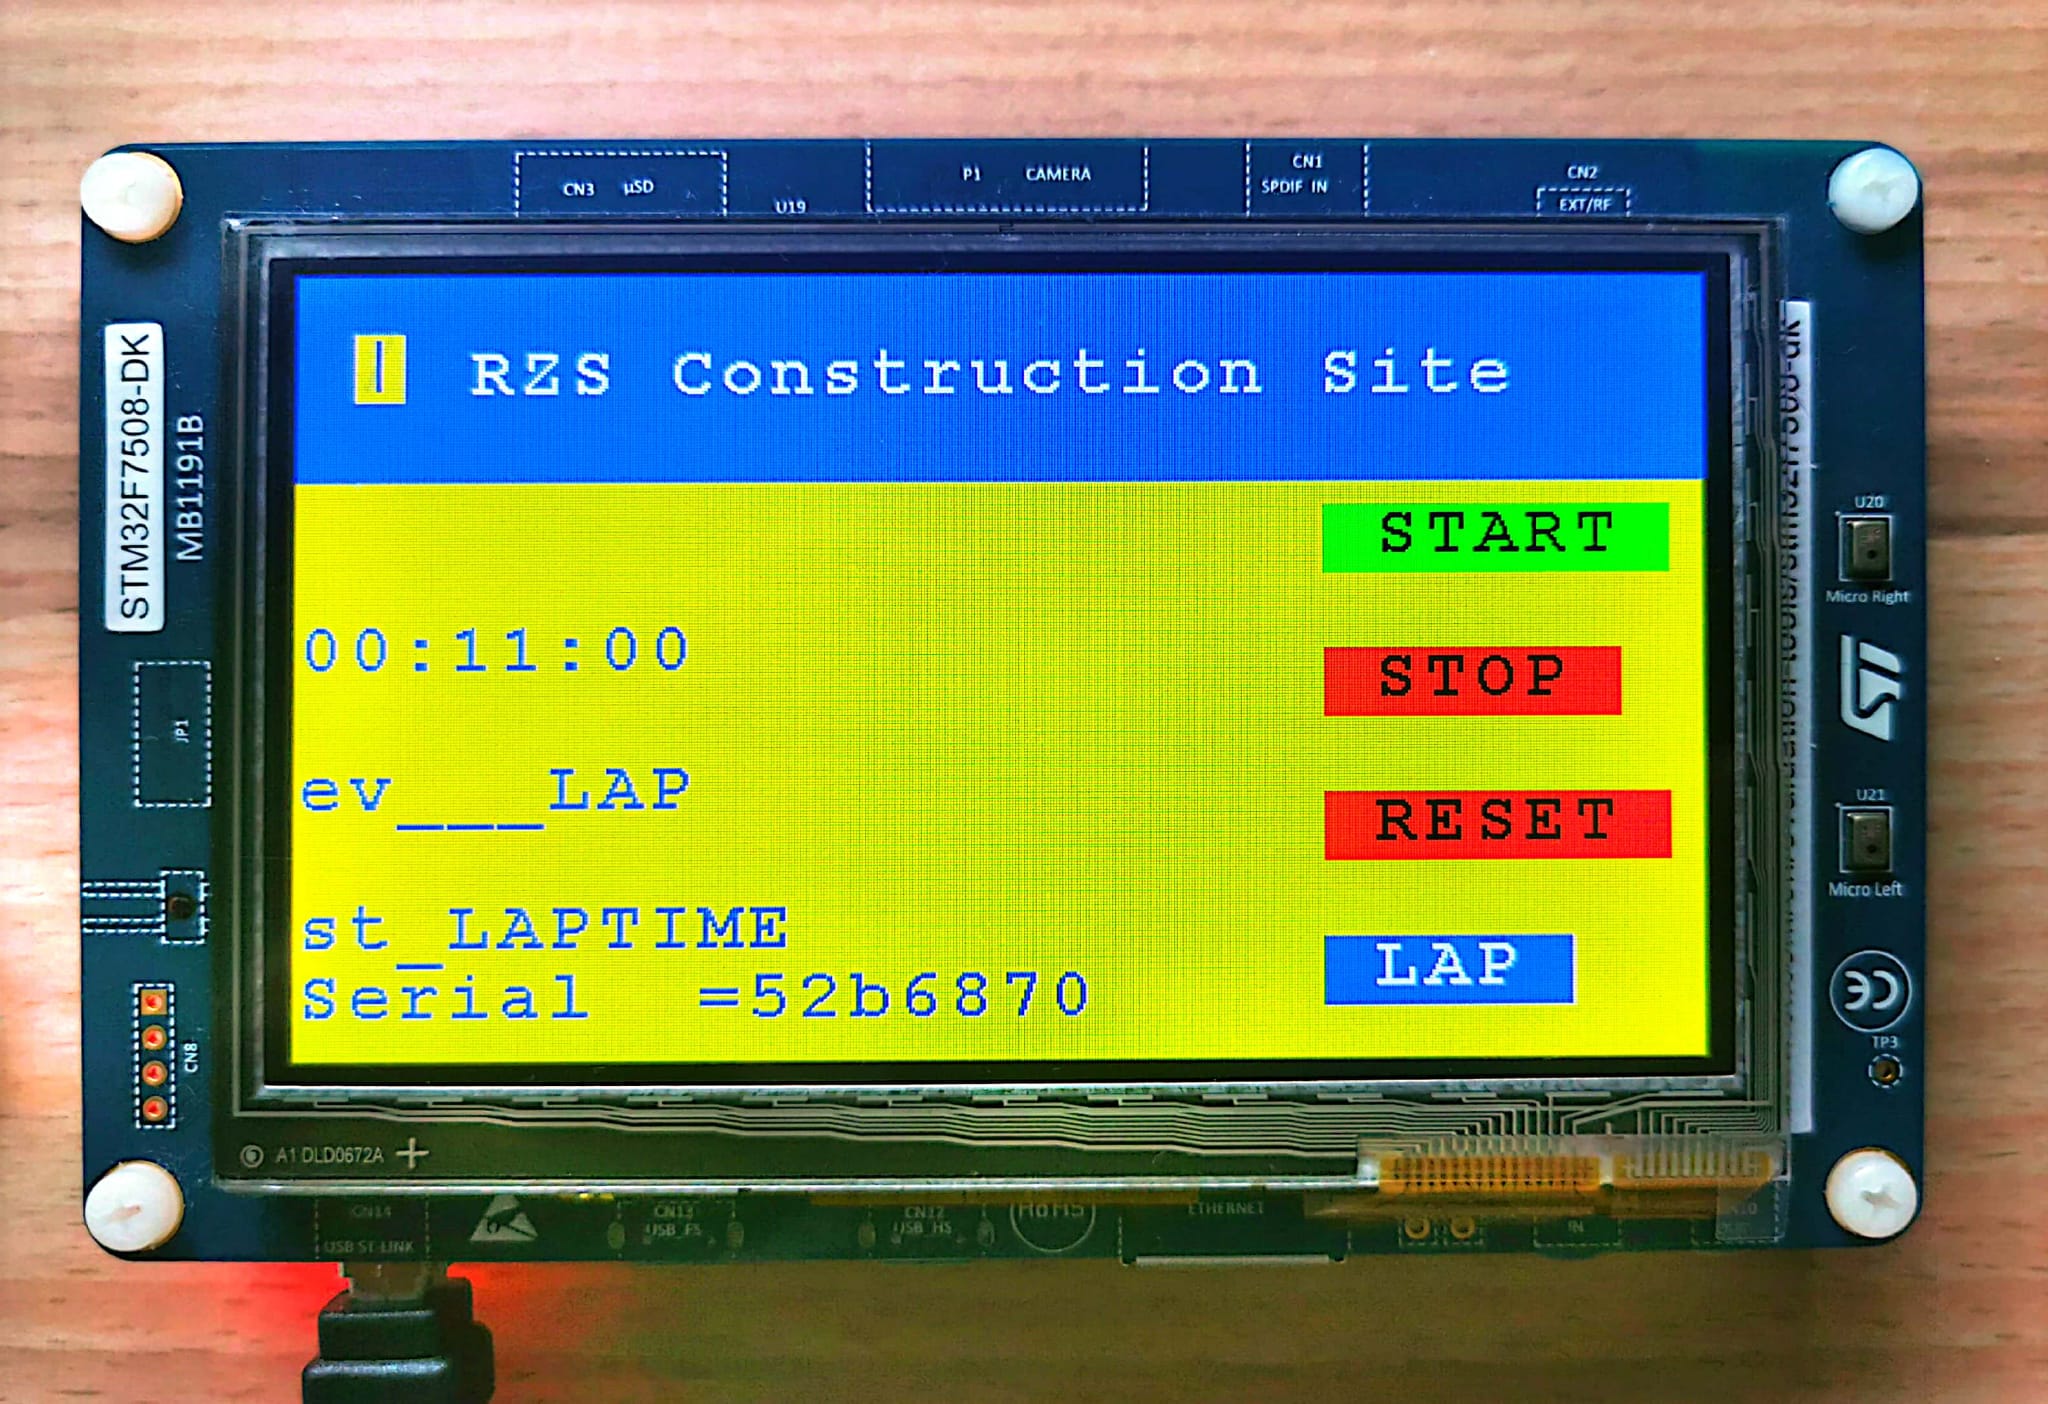 CN3 µSD
U19
P1 CAMERA
CN1
SPDIF IN
CN2
EXT/RF
STM32F7508-DK
MB1191B
| RZS Construction Site
START
00:11:00
STOP
ev___LAP
RESET
st_LAPTIME
Serial =52b6870
LAP
U20
Micro Right
ST
U21
Micro Left
CE
TP3
JP1
CN8
A1 DLD0672A
CN14
USB ST-LINK
CN13
USB_FS
CN12
USB_HS
RoHS
ETHERNET
IN